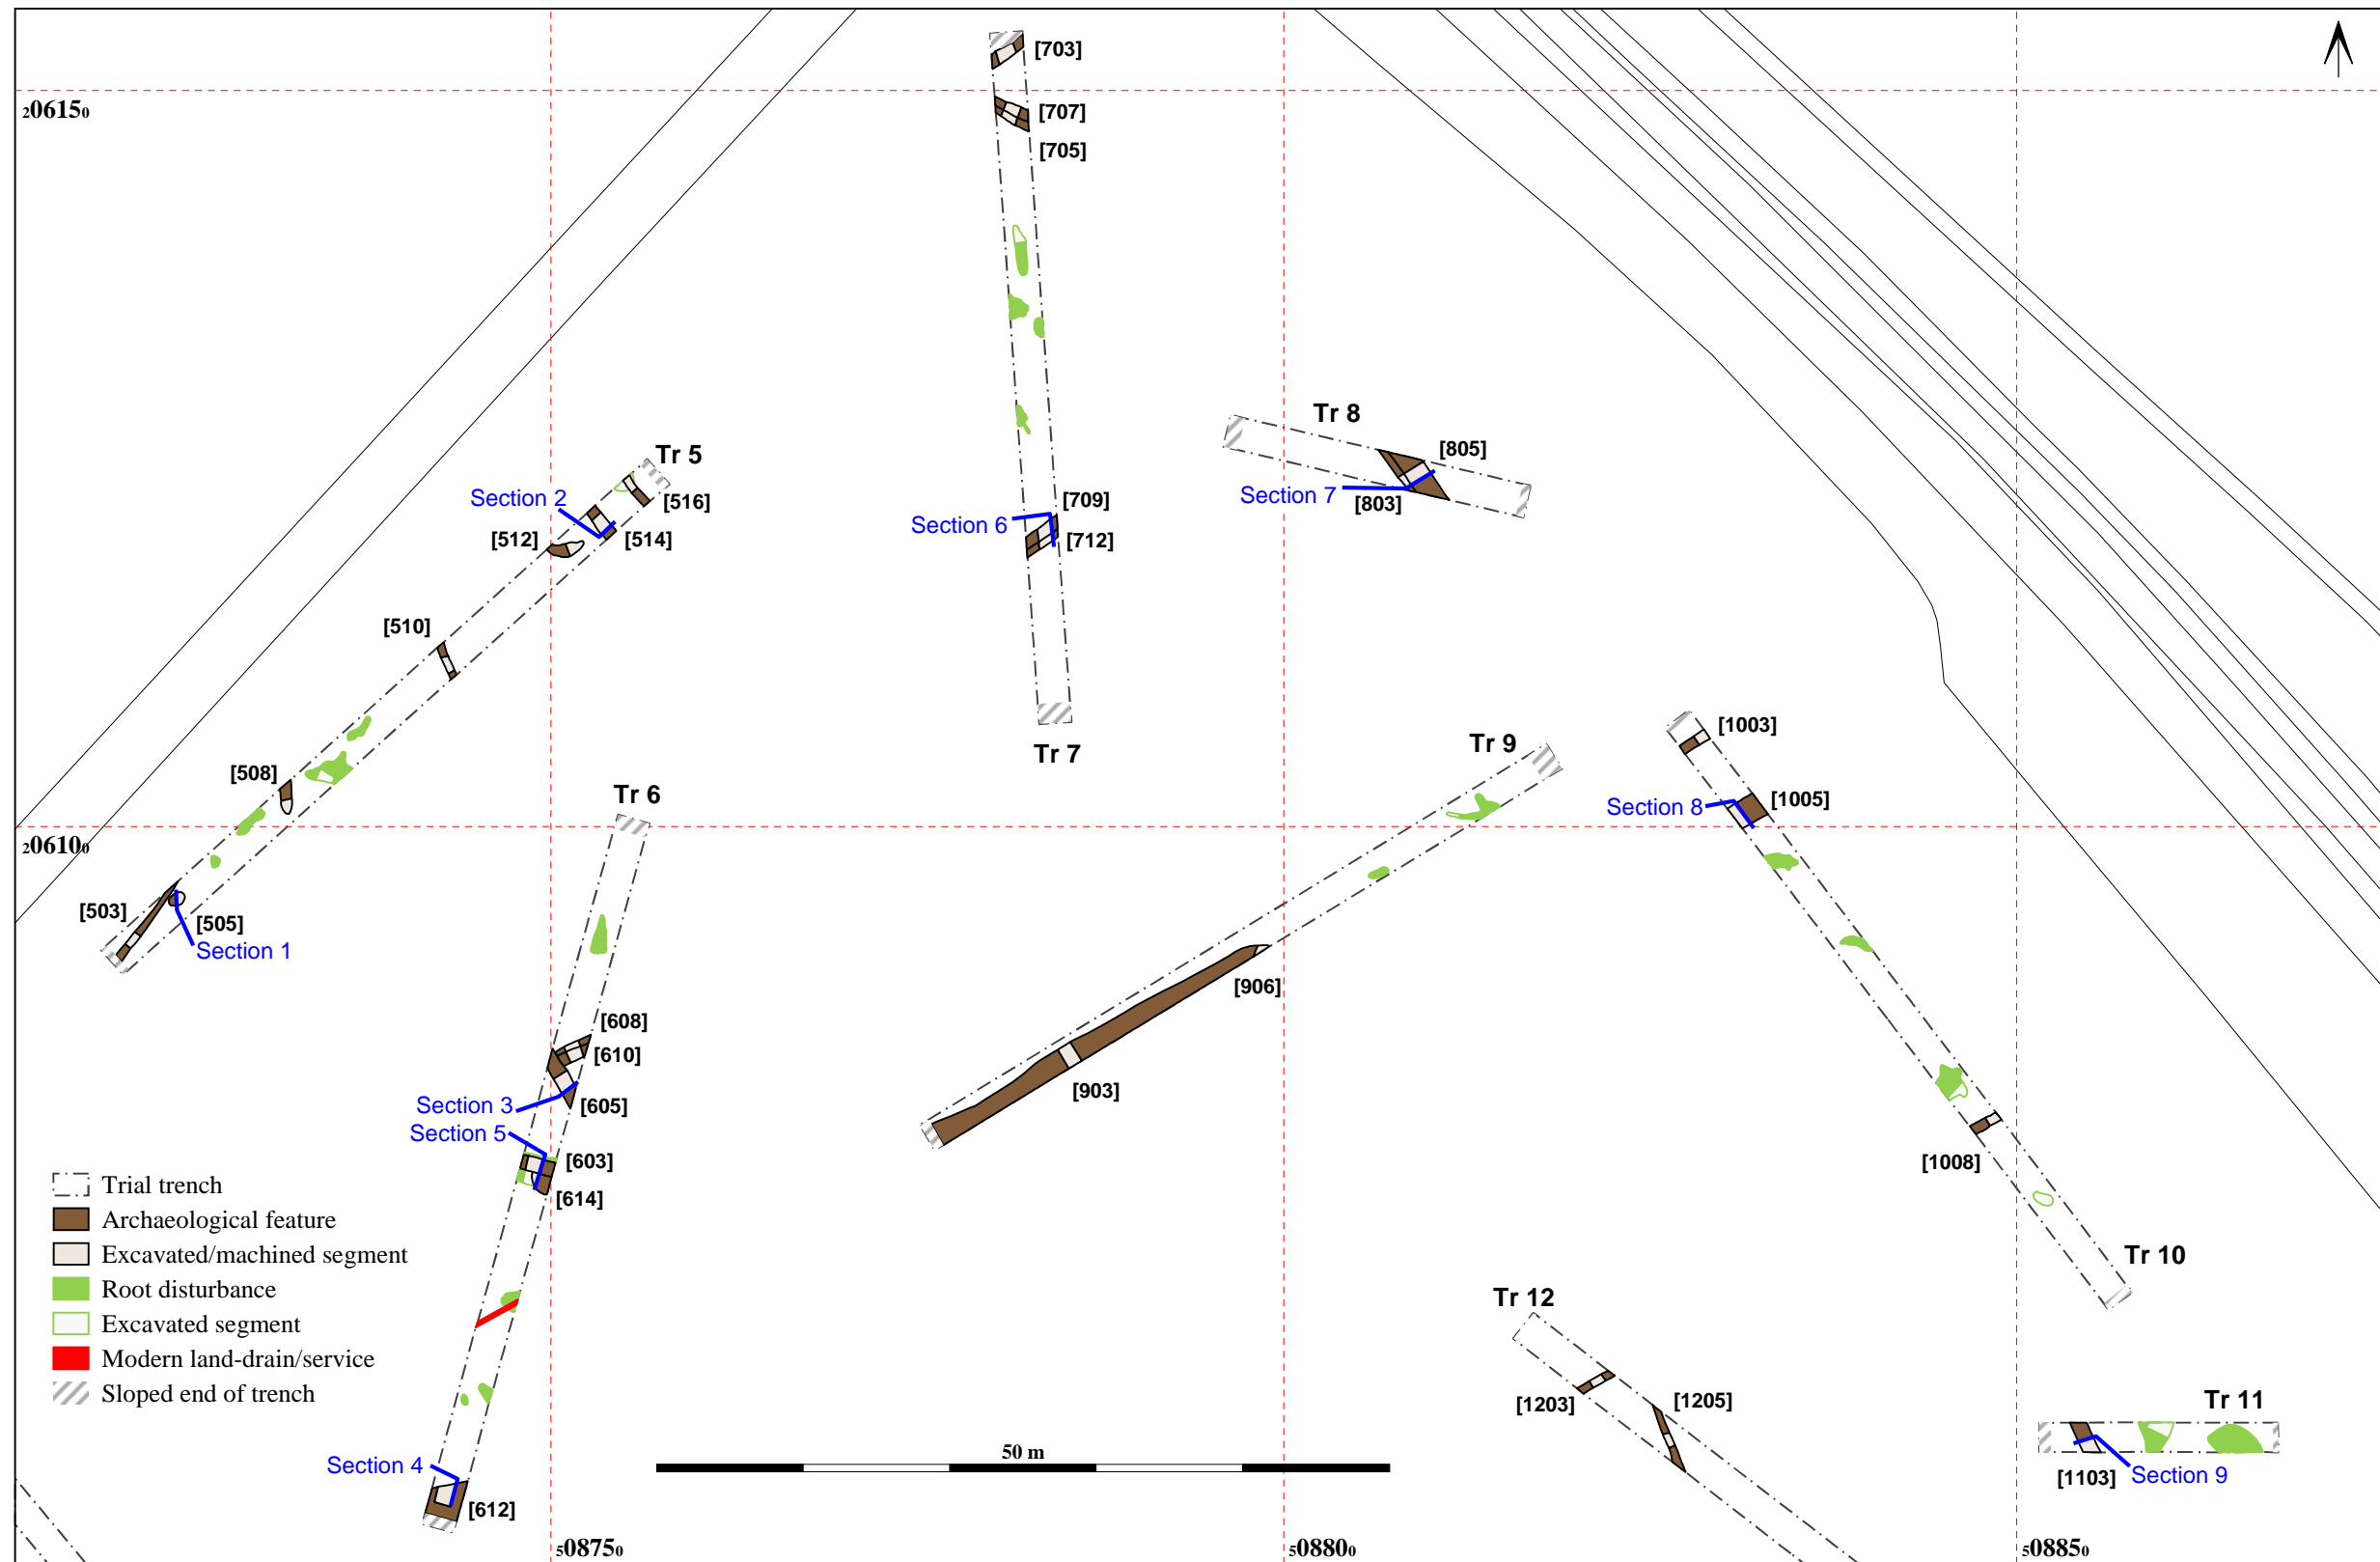 [703]
206150
[707]
[705]
Tr 8
[805]
Tr 5
Section 2
[516]
Section 7
[803]
[709]
Section 6
[512]
[514]
[712]
[510]
[1003]
Tr 9
Tr 7
[508]
Tr 6
[1005]
Section 8
206100
[503]
[505]
Section 1
[906]
[608]
[610]
[903]
Section 3
[605]
Section 5
[603]
[1008]
[614]
Trial trench
Archaeological feature
Excavated/machined segment
Root disturbance
Excavated segment
Modern land-drain/service
Sloped end of trench
Tr 10
Tr 12
[1203]
[1205]
Tr 11
50 m
Section 4
[1103]
Section 9
[612]
508750
508800
508850